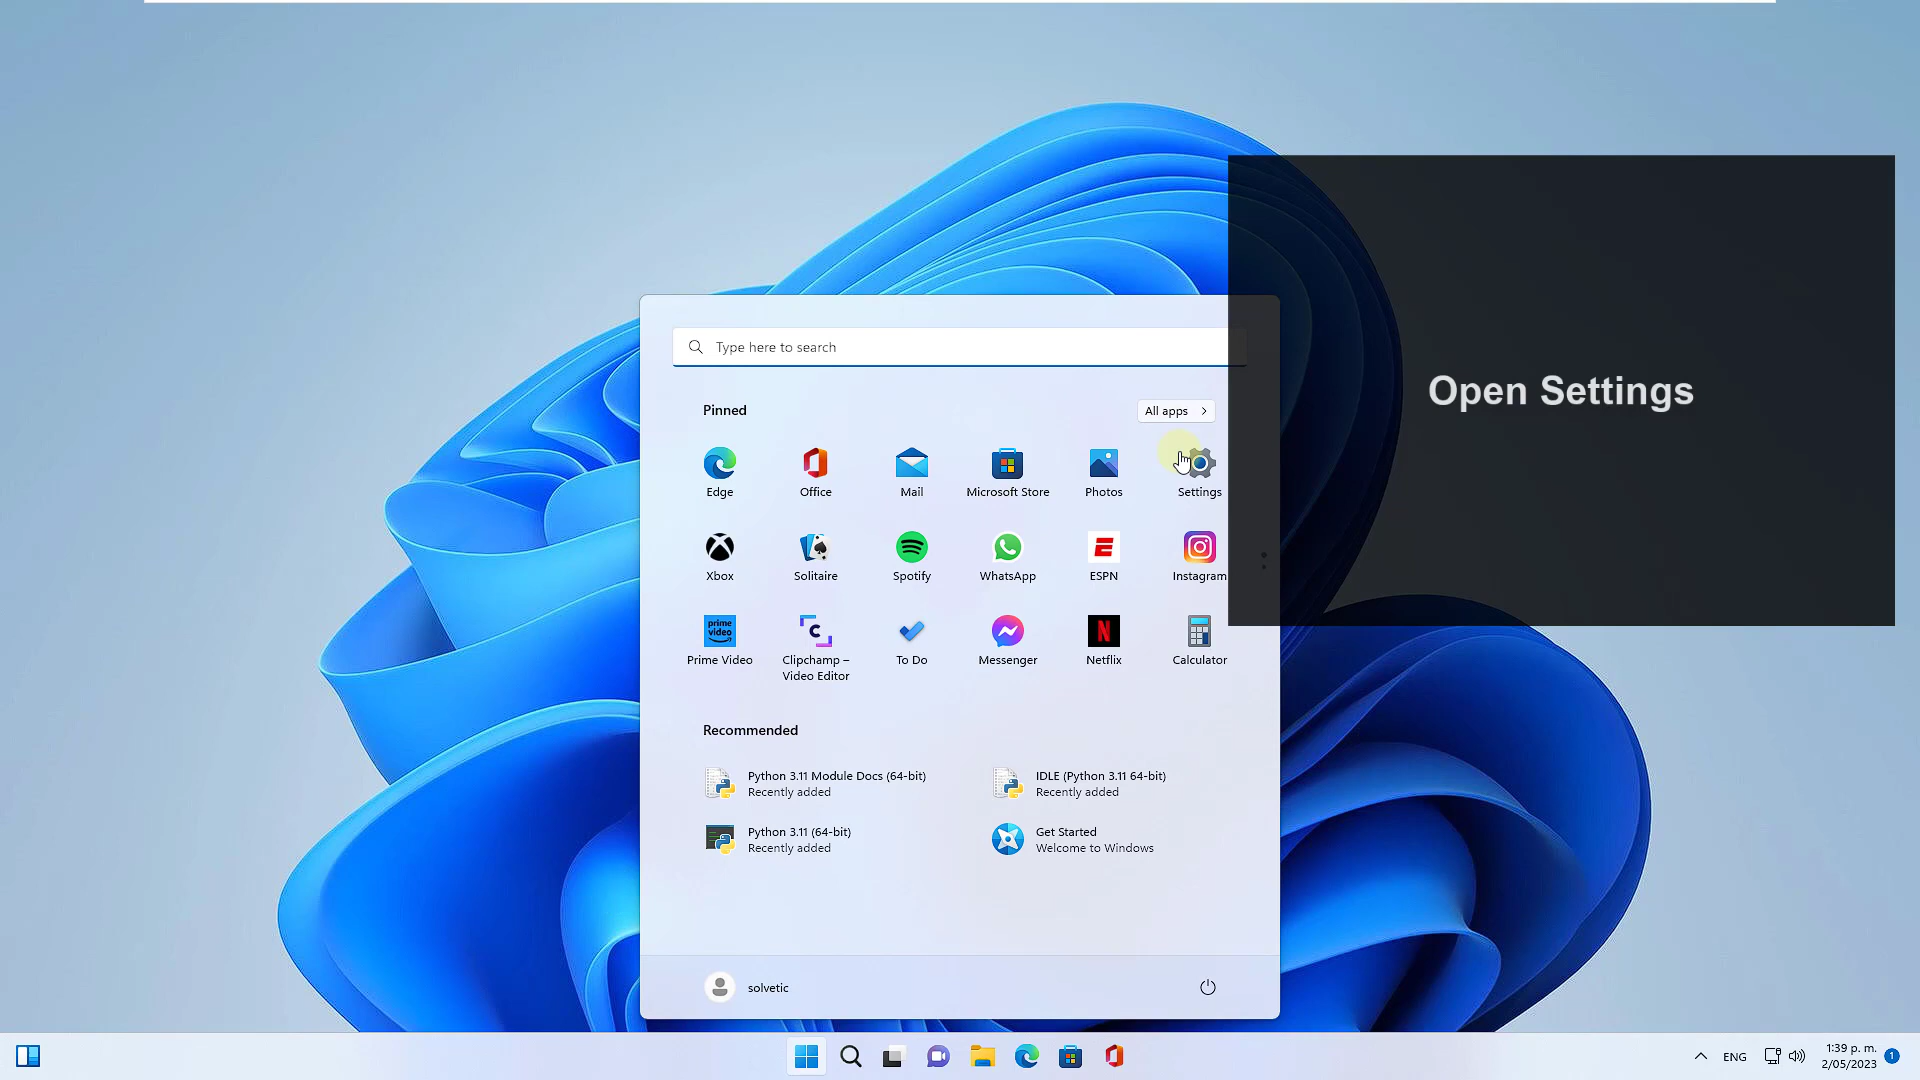 Type here to search
Pinned
All apps
Open Settings
Edge
Office
Mail
Microsoft Store
Photos
Settings
Xbox
Solitaire
Spotify
WhatsApp
ESPN
Instagram
prime video
Prime Video
Clipchamp –
Video Editor
To Do
Messenger
Netflix
Calculator
Recommended
Python 3.11 Module Docs (64-bit)
Recently added
IDLE (Python 3.11 64-bit)
Recently added
Python 3.11 (64-bit)
Recently added
Get Started
Welcome to Windows
solvetic
ENG
1:39 p. m.
2/05/2023
1